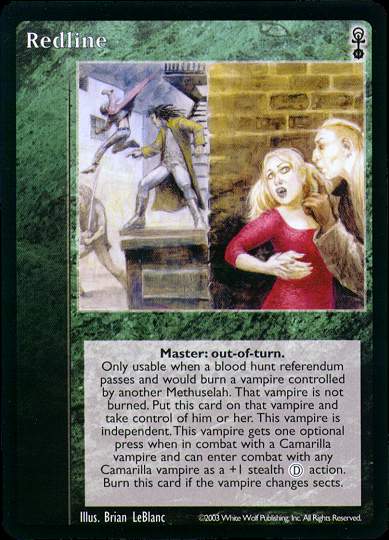 Redline
Master: out-of-turn.
Only usable when a blood hunt referendum
passes and would burn a vampire controlled
by another Methuselah. That vampire is not
burned. Put this card on that vampire and
take control of him or her. This vampire is
independent. This vampire gets one optional
press when in combat with a Camarilla
vampire and can enter combat with any
Camarilla vampire as a +1 stealth Ⓓ action.
Burn this card if the vampire changes sects.
Illus. Brian LeBlanc
©2003 White Wolf Publishing, Inc. All Rights Reserved.